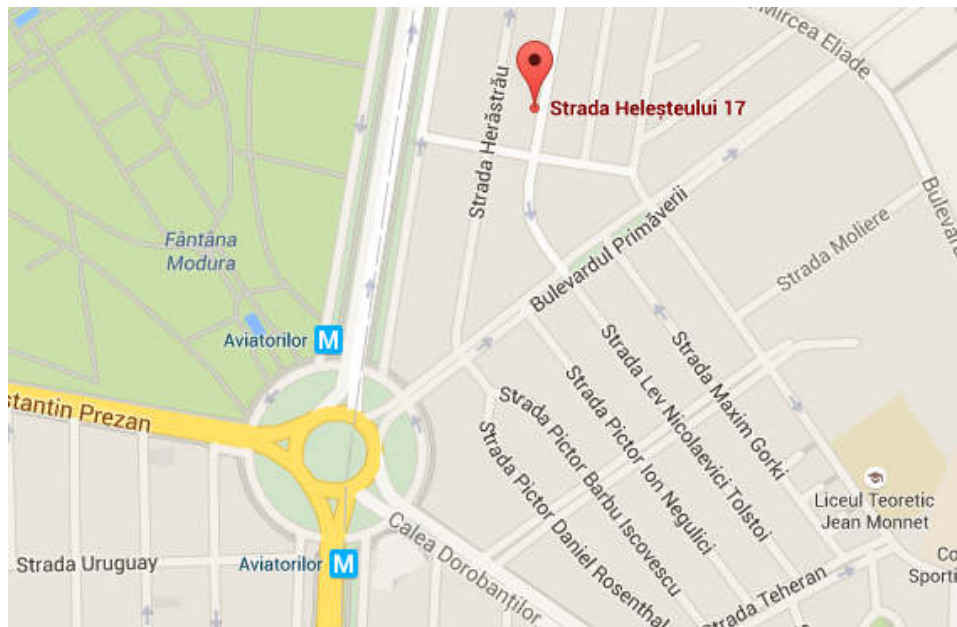 Mircea Eliade
Strada Heleșteului 17
Strada Herăstrău
Bulevardul Primăverii
Strada Moliere
Fântâna
Modura
Aviatorilor M
stantin Prezan
Strada Lev Nicolaevici Tolstoi
Strada Maxim Gorki
Strada Pictor Ion Negulici
Strada Pictor Barbu Iscovescu
Strada Pictor Daniel Rosenthal
Liceul Teoretic
Jean Monnet
Calea Dorobanților
Strada Uruguay
Aviatorilor M
Strada Teheran
Co
Sporti
Bulevard